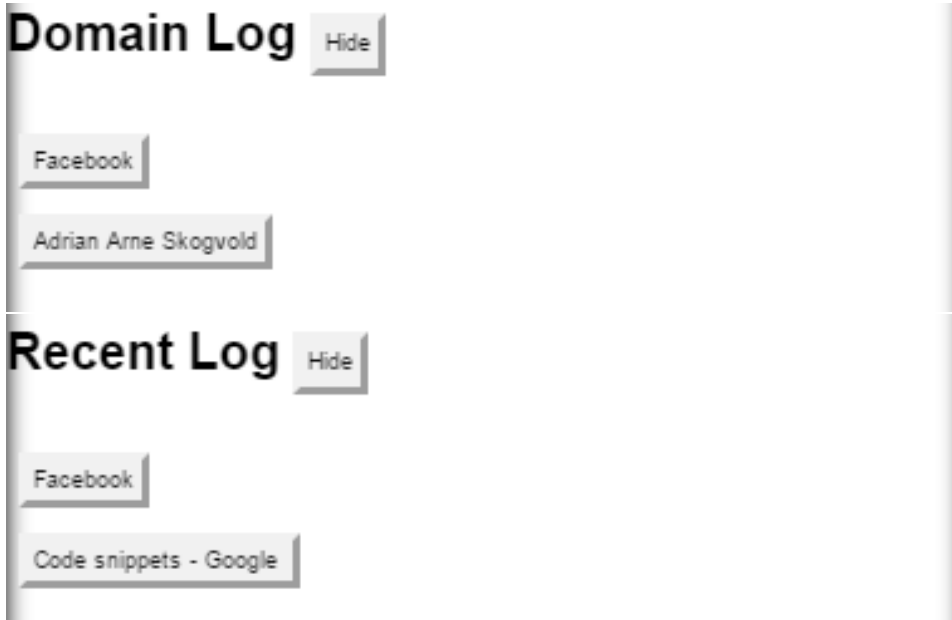 Domain Log Hide
Facebook
Adrian Arne Skogvold
Recent Log Hide
Facebook
Code snippets - Google